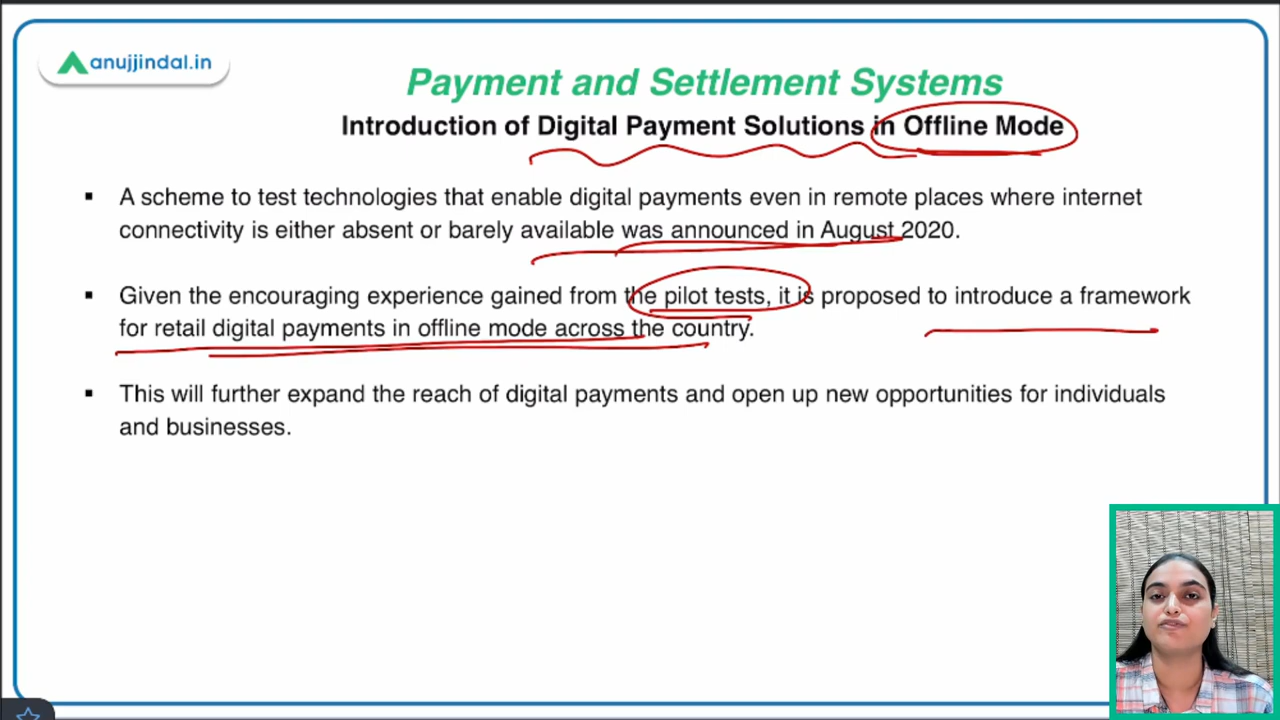 anujjindal.in
Payment and Settlement Systems
Introduction of Digital Payment Solutions in Offline Mode
▪ A scheme to test technologies that enable digital payments even in remote places where internet
connectivity is either absent or barely available was announced in August 2020.
▪ Given the encouraging experience gained from the pilot tests, it is proposed to introduce a framework
for retail digital payments in offline mode across the country.
▪ This will further expand the reach of digital payments and open up new opportunities for individuals
and businesses.